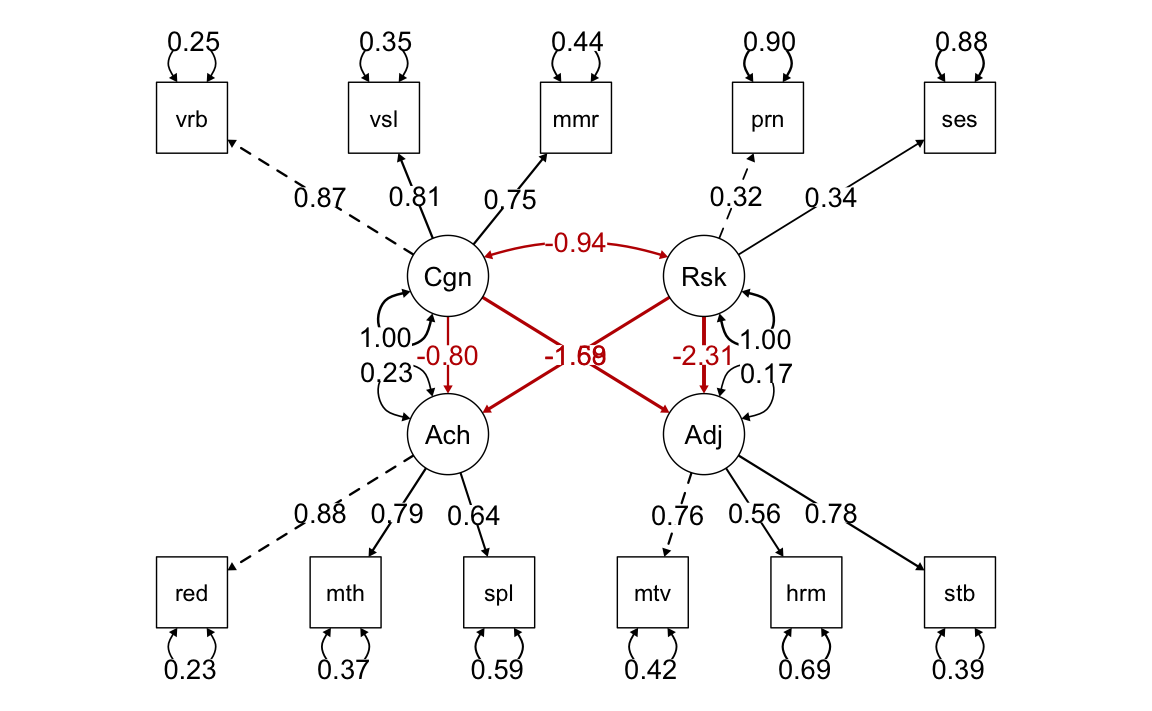 0.25 0.35 0.44 0.90 0.88
vrb vsl mmr prn ses
0.87 0.81 0.75 0.32 0.34
-0.94
Cgn Rsk
1.00 1.00
-0.80 -2.31
0.23 0.17
Ach Adj
0.88 0.79 0.64 0.76 0.56 0.78
red mth spl mtv hrm stb
0.23 0.37 0.59 0.42 0.69 0.39